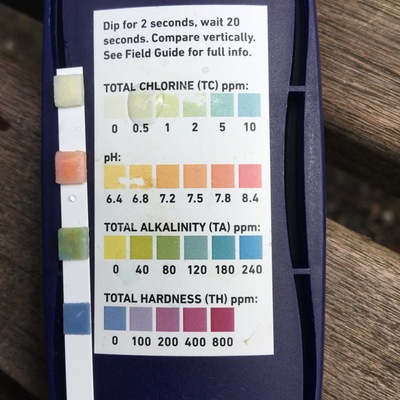 Dip for 2 seconds, wait 20
seconds. Compare vertically.
See Field Guide for full info.
TOTAL CHLORINE (TC) ppm:
0 0.5 1 2 5 10
pH:
6.4 6.8 7.2 7.5 7.8 8.4
TOTAL ALKALINITY (TA) ppm:
0 40 80 120 180 240
TOTAL HARDNESS (TH) ppm:
0 100 200 400 800